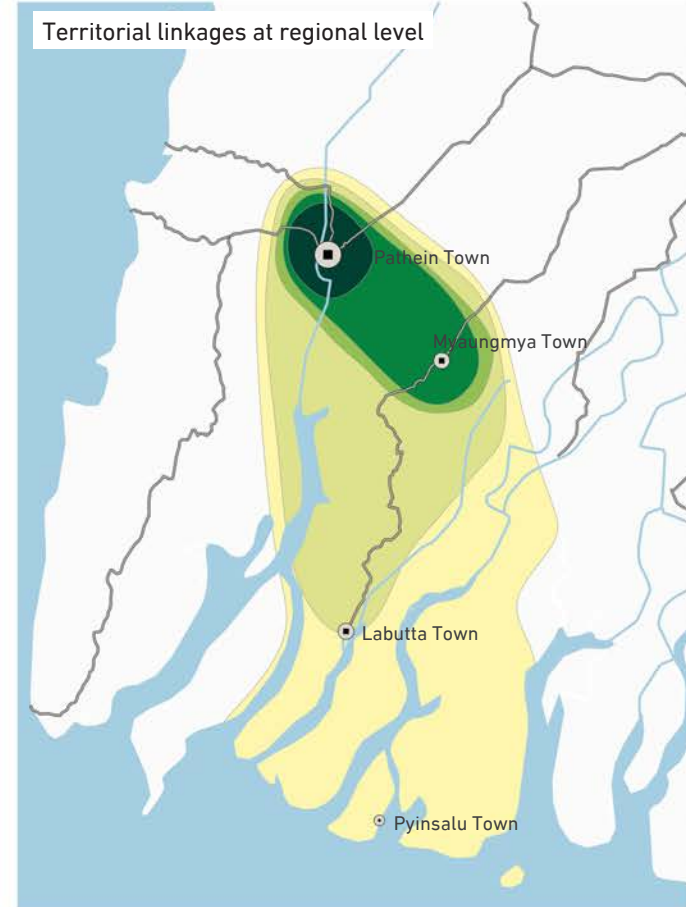 Territorial linkages at regional level
Pathein Town
Myaungmya Town
Labutta Town
Pyinsalu Town